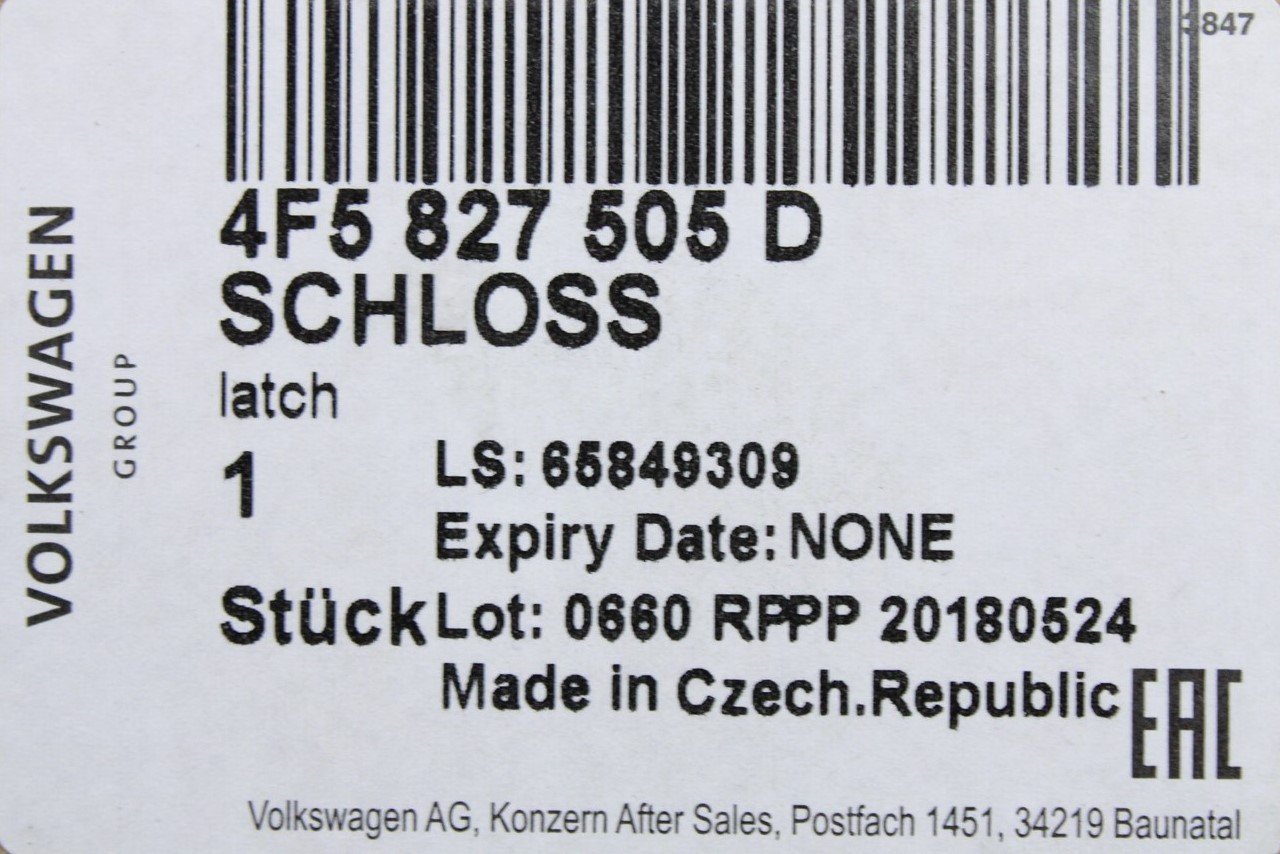 3847
4F5 827 505 D
SCHLOSS
latch
1
LS: 65849309
Expiry Date: NONE
Stück Lot: 0660 RPPP 20180524
Made in Czech.Republic
EAC
Volkswagen AG, Konzern After Sales, Postfach 1451, 34219 Baunatal
VOLKSWAGEN
GROUP